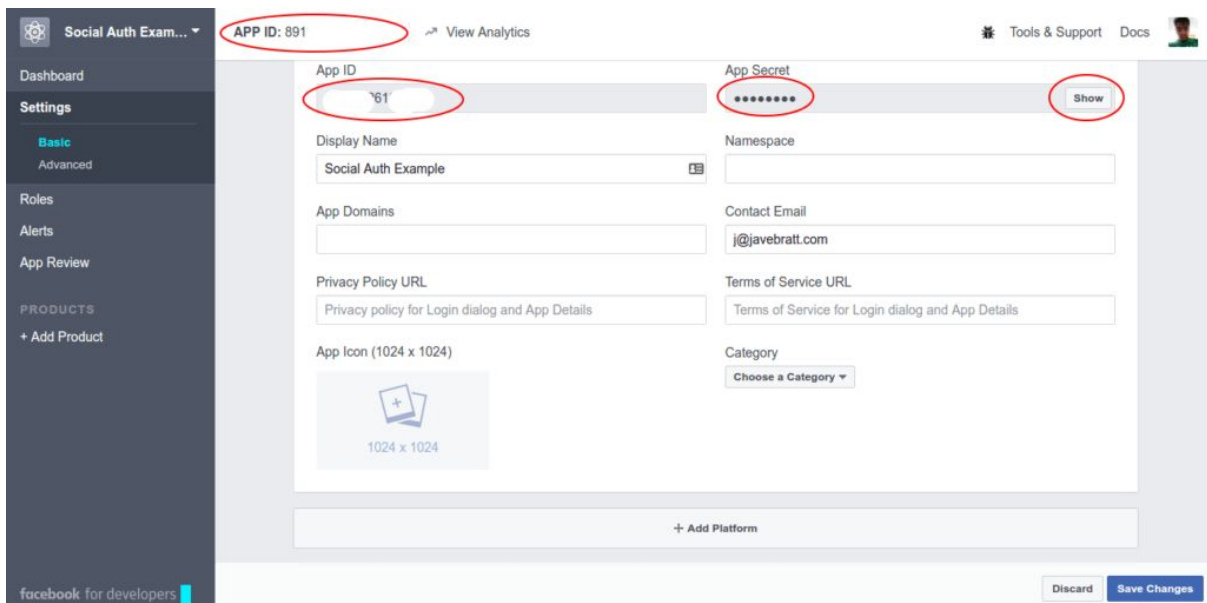 Social Auth Exam...
APP ID: 891
View Analytics
Tools & Support
Docs
Dashboard
Settings
Basic
Advanced
Roles
Alerts
App Review
PRODUCTS
+ Add Product
facebook for developers
App ID
App Secret
61
••••••••
Show
Display Name
Namespace
Social Auth Example
App Domains
Contact Email
j@javebratt.com
Privacy Policy URL
Terms of Service URL
Privacy policy for Login dialog and App Details
Terms of Service for Login dialog and App Details
App Icon (1024 x 1024)
Category
Choose a Category
1024 x 1024
+ Add Platform
Discard
Save Changes